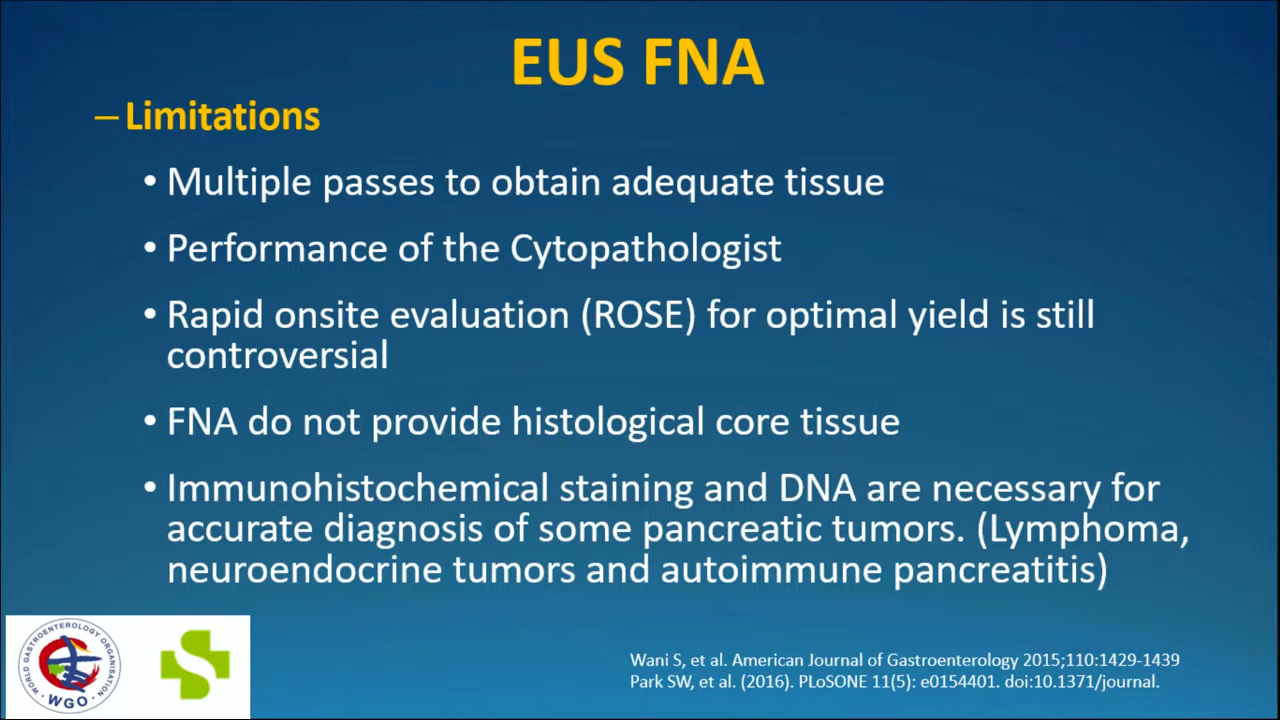 EUS FNA
– Limitations
• Multiple passes to obtain adequate tissue
• Performance of the Cytopathologist
• Rapid onsite evaluation (ROSE) for optimal yield is still
controversial
• FNA do not provide histological core tissue
• Immunohistochemical staining and DNA are necessary for
accurate diagnosis of some pancreatic tumors. (Lymphoma,
neuroendocrine tumors and autoimmune pancreatitis)
WORLD GASTROENTEROLOGY ORGANISATION
WGO
S
Wani S, et al. American Journal of Gastroenterology 2015;110:1429-1439
Park SW, et al. (2016). PLoSONE 11(5): e0154401. doi:10.1371/journal.